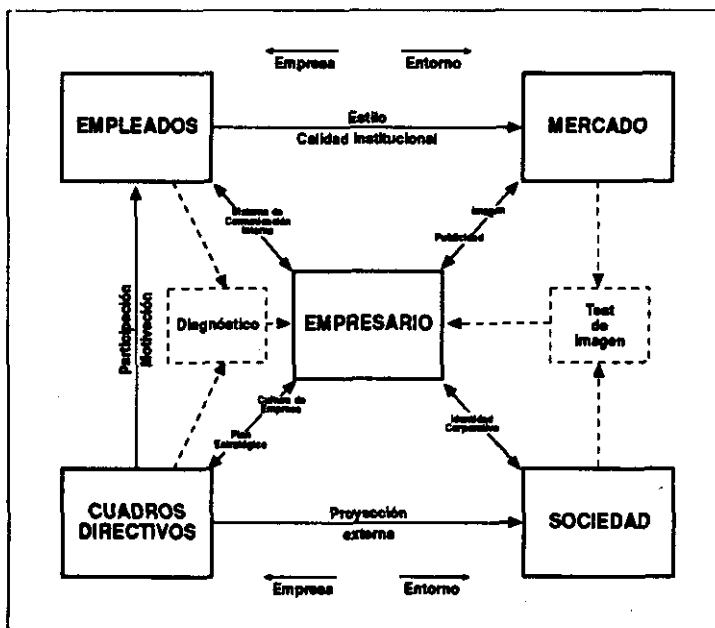 Empresa Entorno
EMPLEADOS
Estilo
Calidad Institucional
MERCADO
Sistema de
Comunicación
Interna
Imagen
Publicidad
Participación
Motivación
Diagnóstico
EMPRESARIO
Test
de
imagen
Cultura de
Empresa
Plan
Estratégico
Identidad
Corporativa
CUADROS
DIRECTIVOS
Proyección
externa
SOCIEDAD
Empresa Entorno